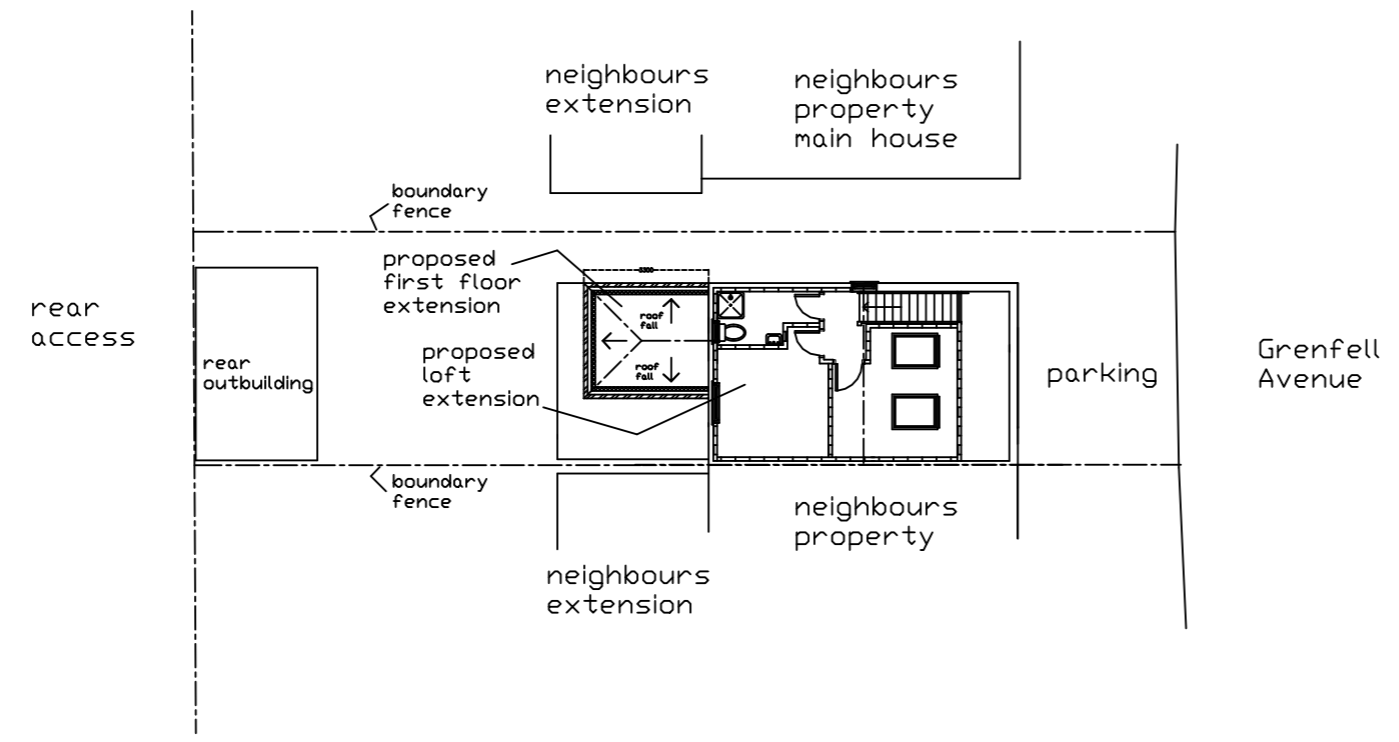 neighbours
extension
neighbours
property
main house
boundary
fence
proposed
first floor
extension
rear
access
roof
fall
proposed
loft
extension
rear
outbuilding
roof
fall
parking
Grenfell
Avenue
boundary
fence
neighbours
property
neighbours
extension